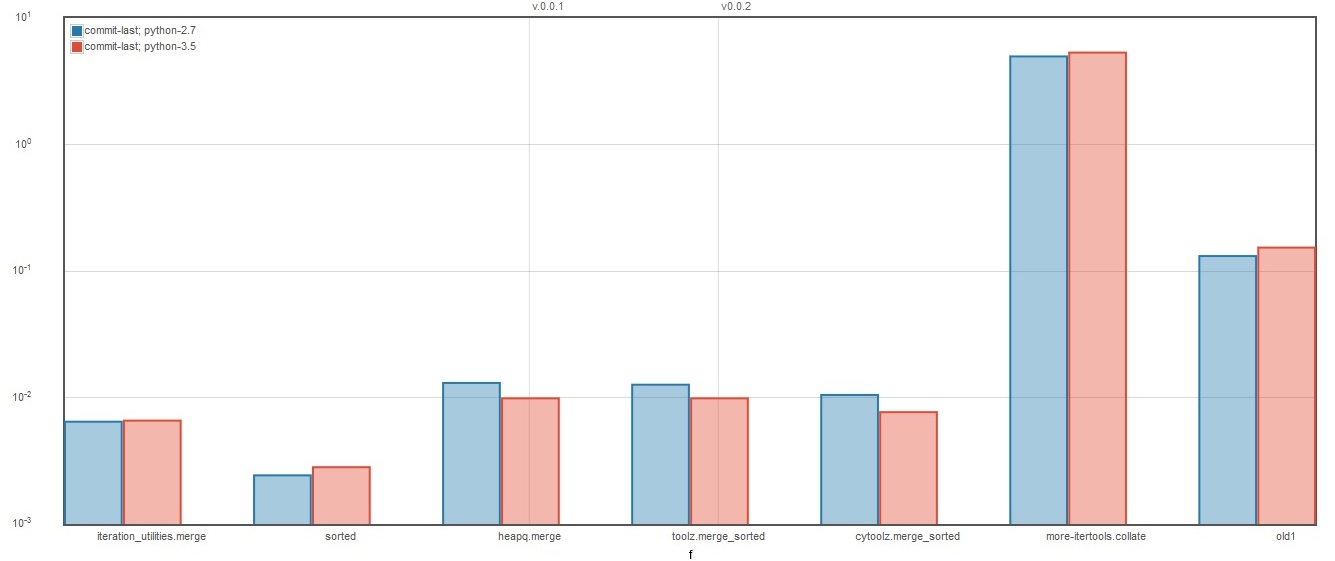 v.0.0.1 v0.0.2
10¹
commit-last; python-2.7
commit-last; python-3.5
10⁰
10⁻¹
10⁻²
10⁻³
iteration_utilities.merge sorted heapq.merge toolz.merge_sorted cytoolz.merge_sorted more-itertools.collate old1
f